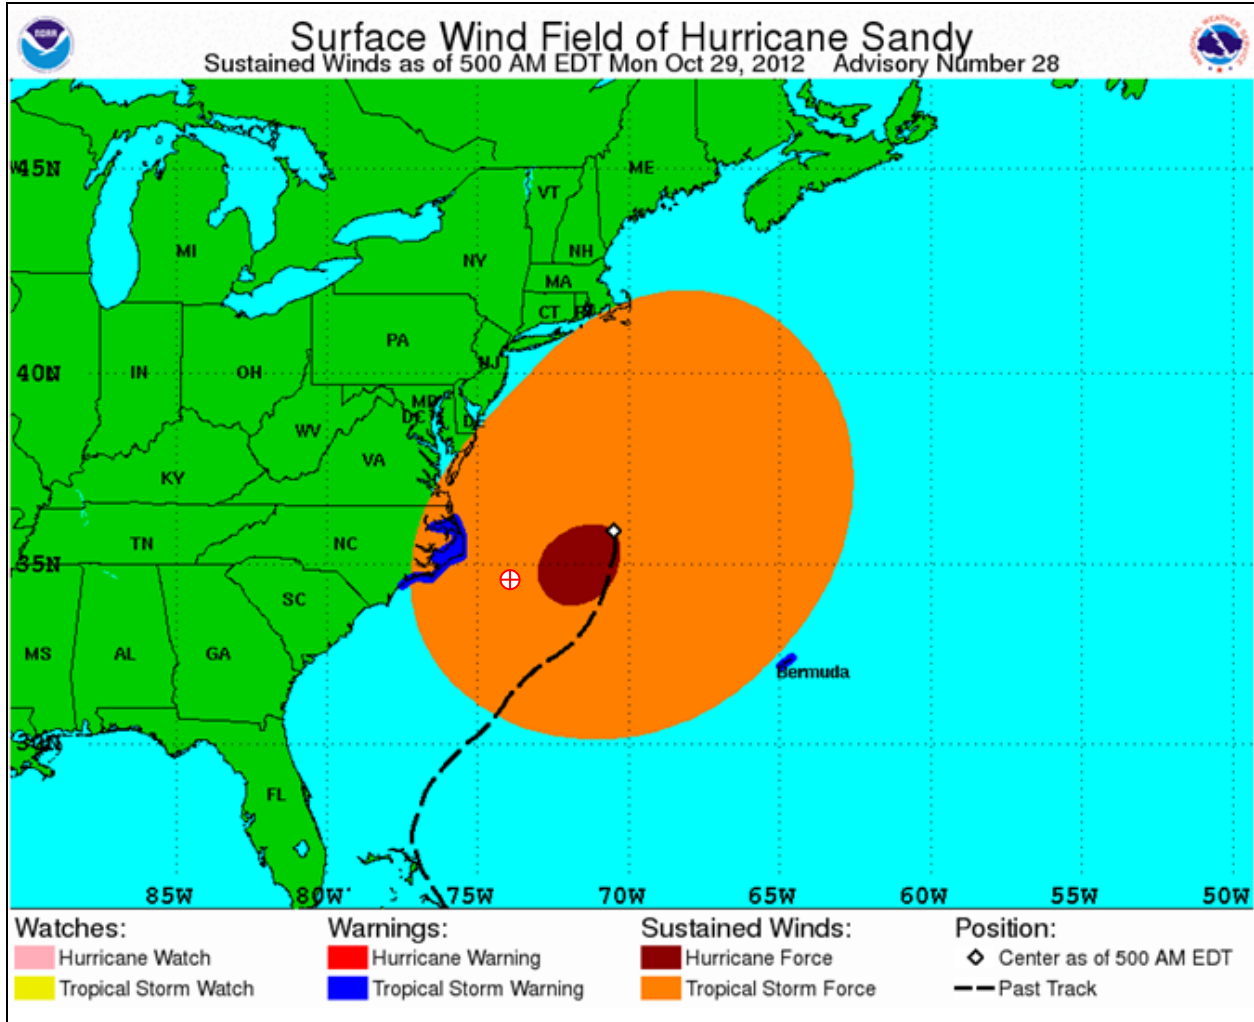 Surface Wind Field of Hurricane Sandy
Sustained Winds as of 500 AM EDT Mon Oct 29, 2012 Advisory Number 28
NOAA
45N
ME
VT
MI
NH
NY
MA
CT
PA
NJ
40N
IN
OH
MD
DC
DE
WV
VA
KY
TN
NC
35N
SC
MS
AL
GA
Bermuda
30N
FL
85W
80W
75W
70W
65W
60W
55W
50W
Watches:
Warnings:
Sustained Winds:
Position:
Hurricane Watch
Hurricane Warning
Hurricane Force
Center as of 500 AM EDT
Tropical Storm Watch
Tropical Storm Warning
Tropical Storm Force
Past Track